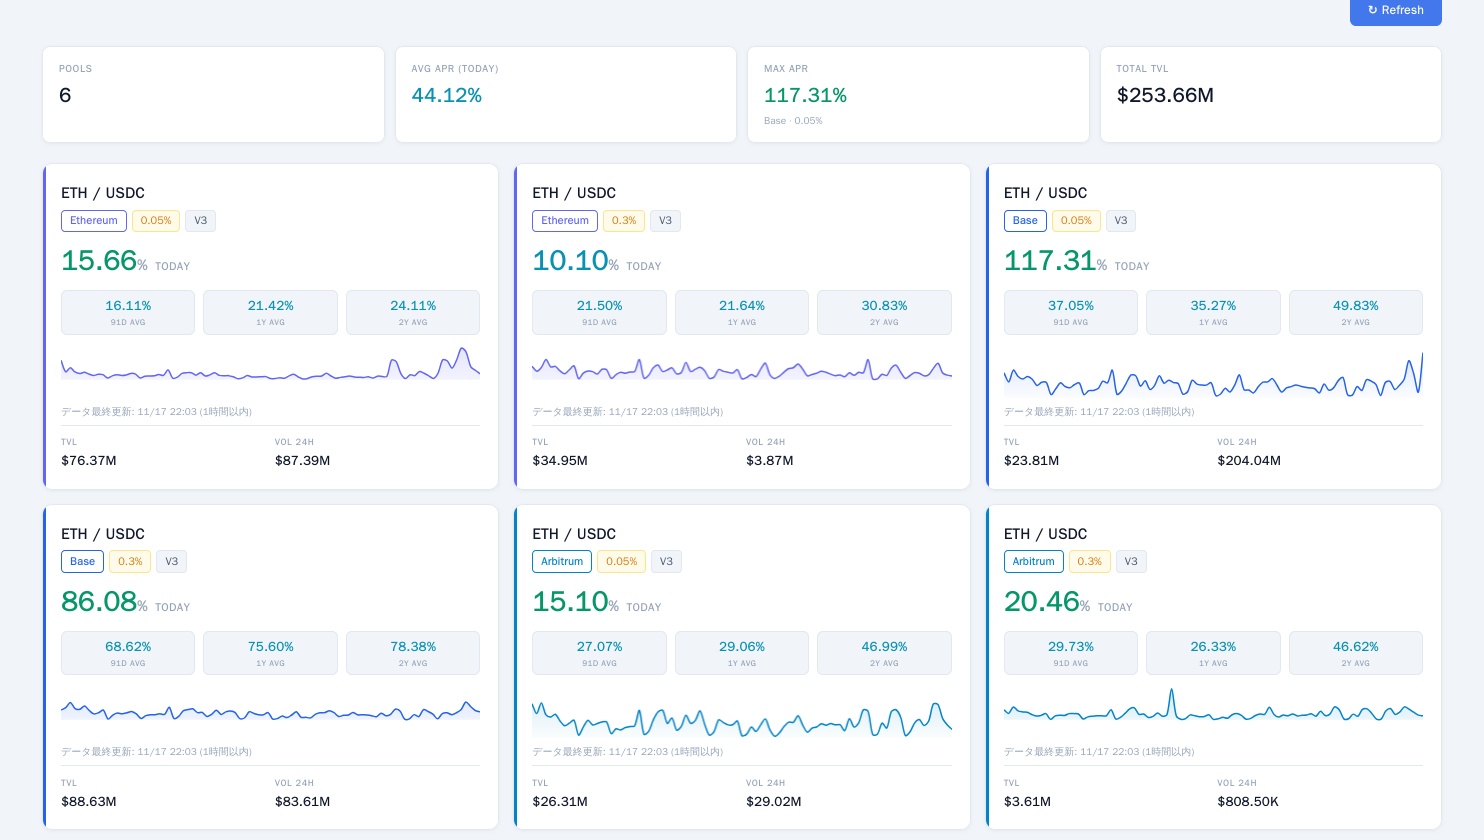 ↻ Refresh
POOLS
6
AVG APR (TODAY)
44.12%
MAX APR
117.31%
Base · 0.05%
TOTAL TVL
$253.66M
ETH / USDC
Ethereum 0.05% V3
15.66% TODAY
16.11% 21.42% 24.11%
91D AVG 1Y AVG 2Y AVG
データ最終更新: 11/17 22:03 (1時間以内)
TVL VOL 24H
$76.37M $87.39M
ETH / USDC
Ethereum 0.3% V3
10.10% TODAY
21.50% 21.64% 30.83%
91D AVG 1Y AVG 2Y AVG
データ最終更新: 11/17 22:03 (1時間以内)
TVL VOL 24H
$34.95M $3.87M
ETH / USDC
Base 0.05% V3
117.31% TODAY
37.05% 35.27% 49.83%
91D AVG 1Y AVG 2Y AVG
データ最終更新: 11/17 22:03 (1時間以内)
TVL VOL 24H
$23.81M $204.04M
ETH / USDC
Base 0.3% V3
86.08% TODAY
68.62% 75.60% 78.38%
91D AVG 1Y AVG 2Y AVG
データ最終更新: 11/17 22:03 (1時間以内)
TVL VOL 24H
$88.63M $83.61M
ETH / USDC
Arbitrum 0.05% V3
15.10% TODAY
27.07% 29.06% 46.99%
91D AVG 1Y AVG 2Y AVG
データ最終更新: 11/17 22:03 (1時間以内)
TVL VOL 24H
$26.31M $29.02M
ETH / USDC
Arbitrum 0.3% V3
20.46% TODAY
29.73% 26.33% 46.62%
91D AVG 1Y AVG 2Y AVG
データ最終更新: 11/17 22:03 (1時間以内)
TVL VOL 24H
$3.61M $808.50K